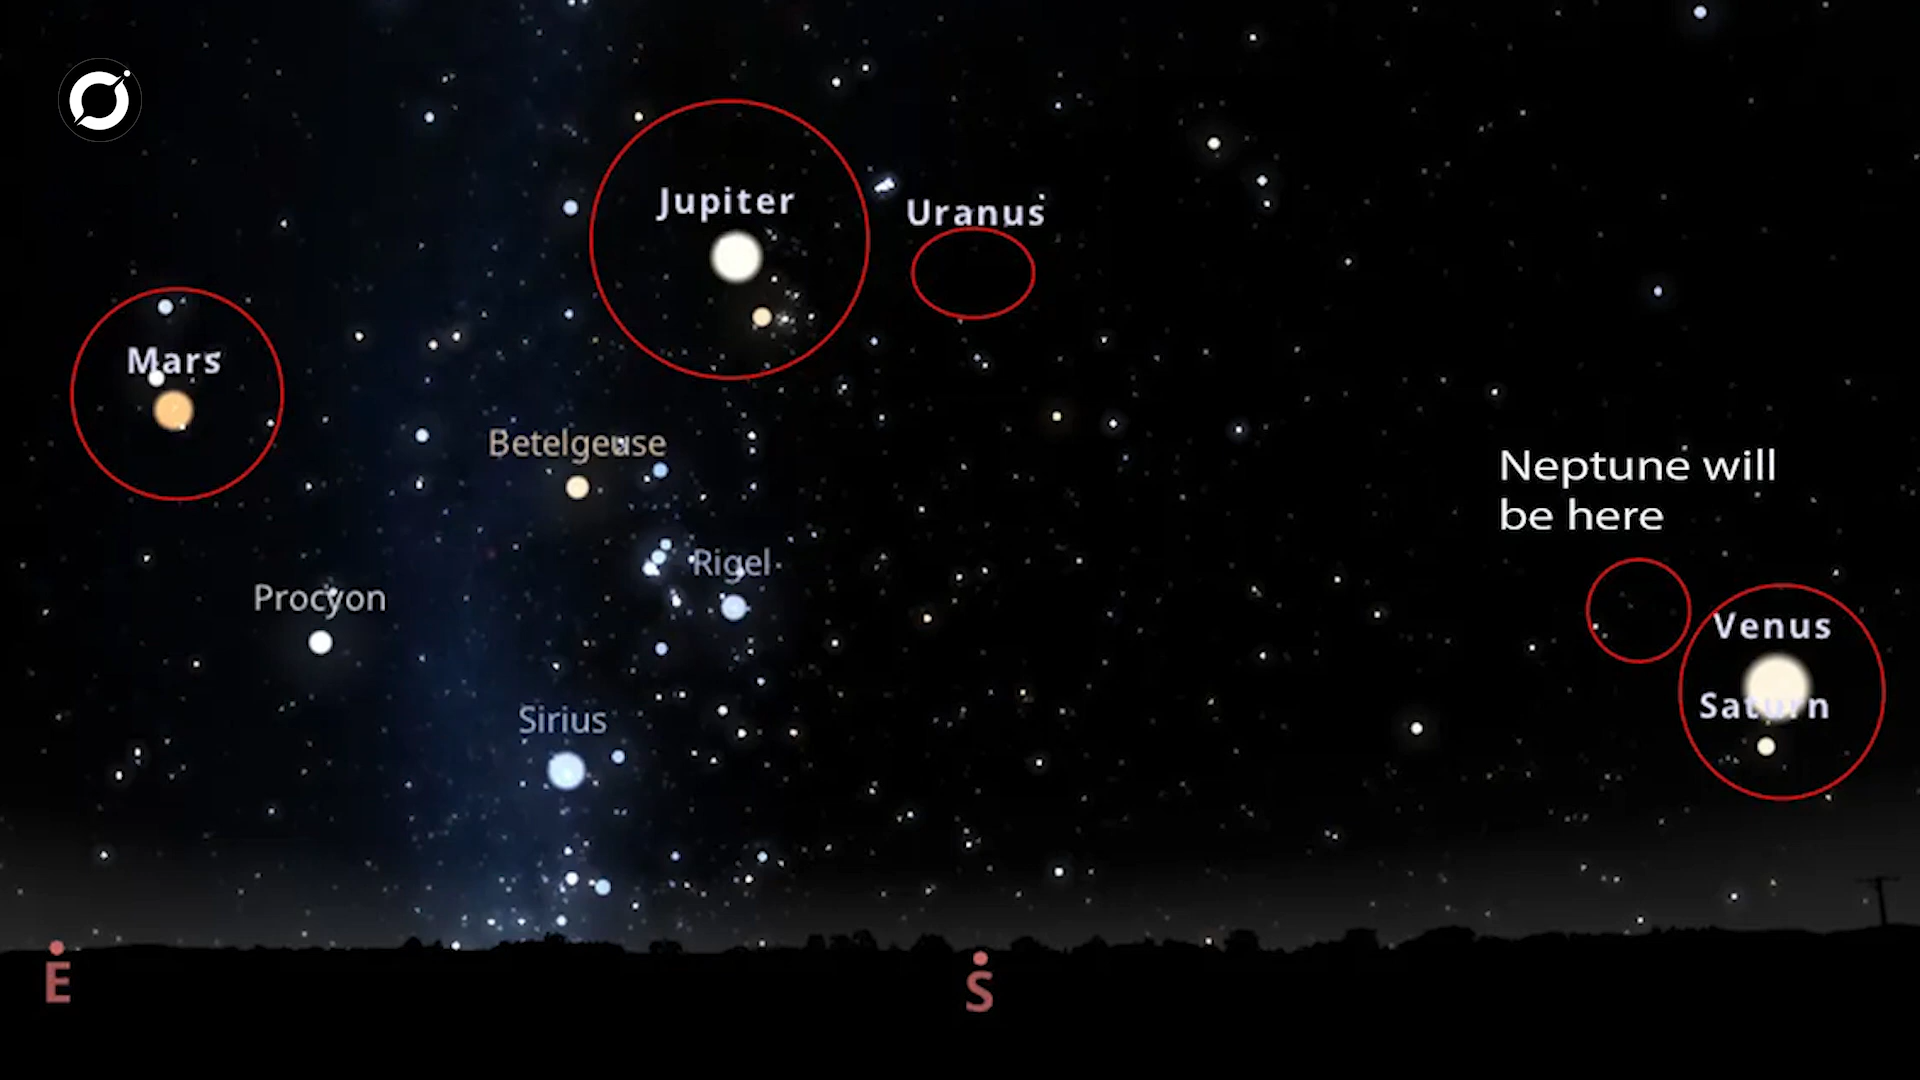 Jupiter
Uranus
Mars
Betelgeuse
Neptune will
be here
Rigel
Procyon
Venus
Saturn
Sirius
E
S